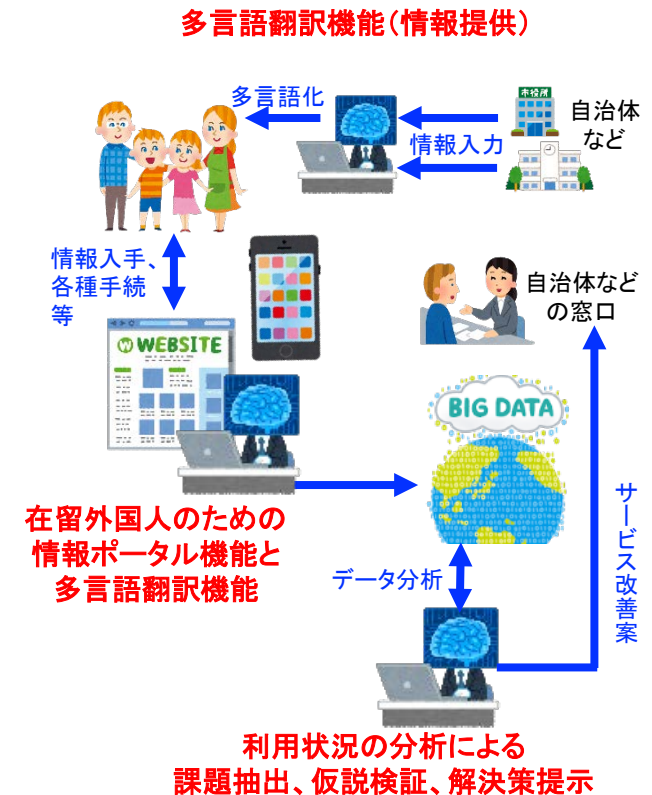 多言語翻訳機能(情報提供)
多言語化
市役所
情報入力
自治体
など
情報入手、
各種手続
等
自治体など
の窓口
WEBSITE
BIG DATA
在留外国人のための
情報ポータル機能と
多言語翻訳機能
データ分析
サービス改善案
利用状況の分析による
課題抽出、仮説検証、解決策提示